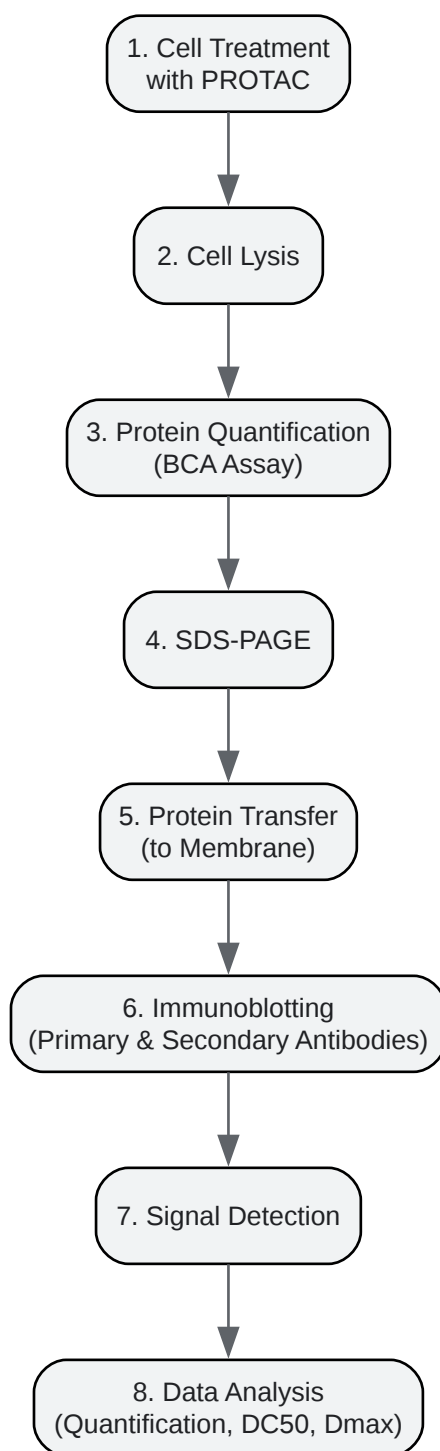 1. Cell Treatment
with PROTAC
2. Cell Lysis
3. Protein Quantification
(BCA Assay)
4. SDS-PAGE
5. Protein Transfer
(to Membrane)
6. Immunoblotting
(Primary & Secondary Antibodies)
7. Signal Detection
8. Data Analysis
(Quantification, DC50, Dmax)